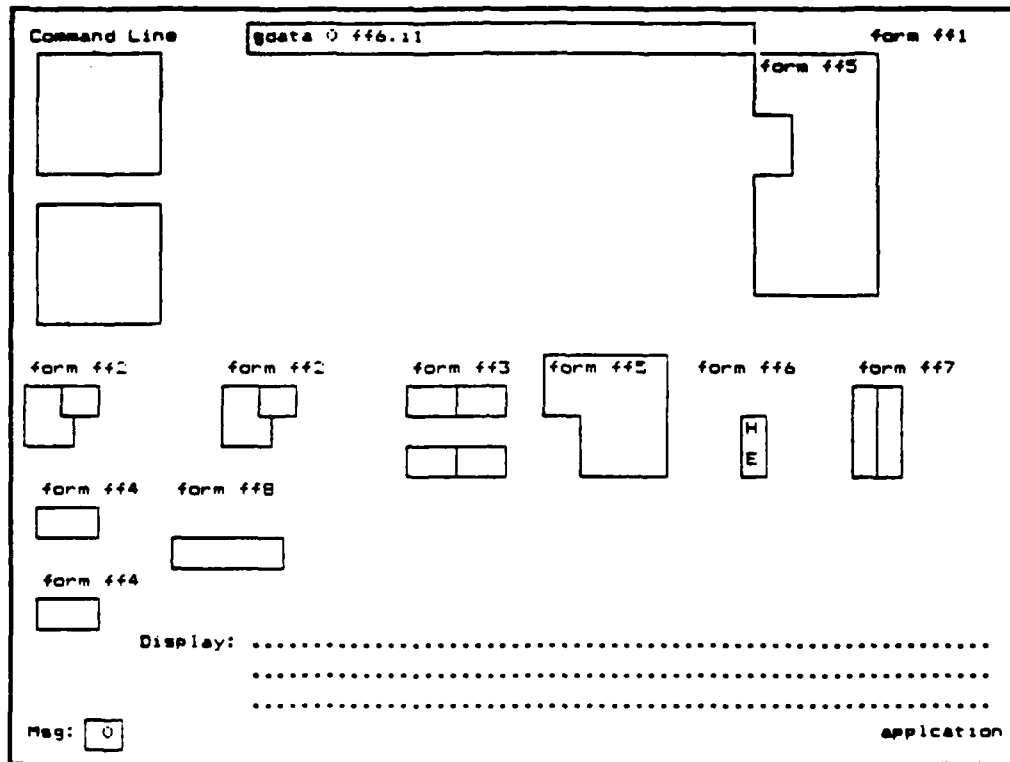 Command Line gdata 0 ff6.i1 form ff1
form ff5
form ff2 form ff2 form ff3 form ff5 form ff6 form ff7
H
E
form ff4 form ff8
form ff4
Display: ............................................................
............................................................
............................................................
Msg: 0 applcation